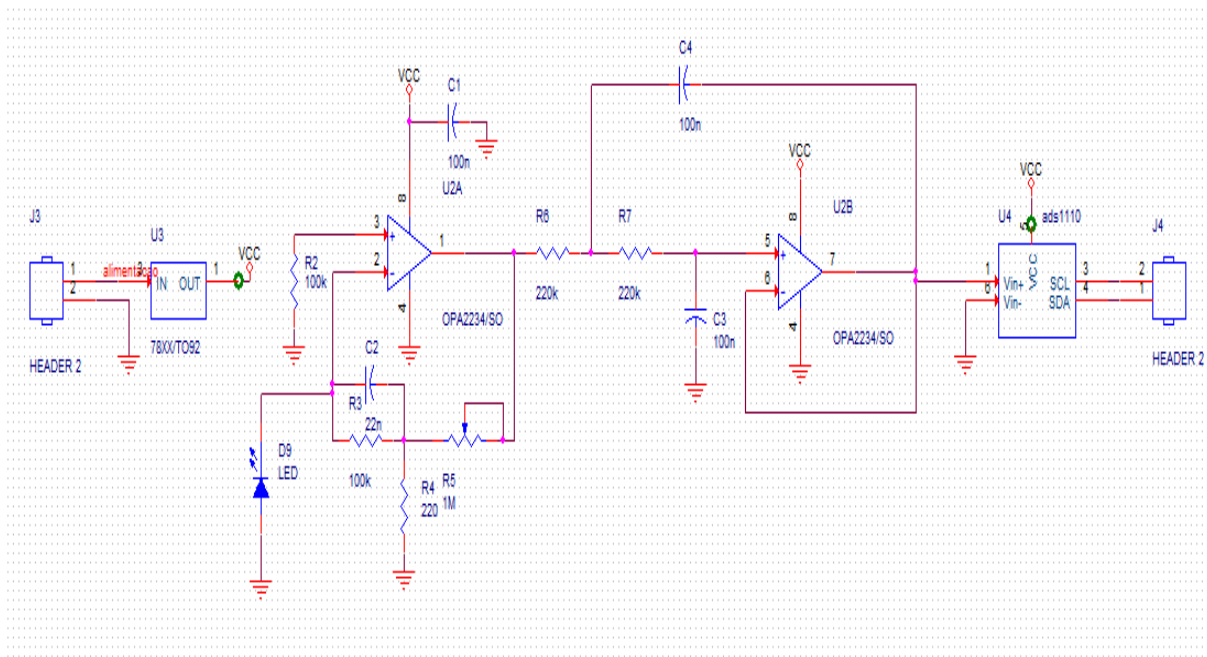 J3
1
2
HEADER 2
alimentacao
U3
3
IN
OUT
1
78XX/TO92
VCC
VCC
C1
100n
U2A
8
3
+
2
-
1
4
OPA2234/SO
R2
100k
C2
22n
R3
100k
D9
LED
R4
220
R5
1M
R6
220k
R7
220k
C4
100n
C3
100n
VCC
U2B
8
5
+
6
-
7
4
OPA2234/SO
VCC
U4
ads1110
5
VCC
1
Vin+
6
Vin-
SCL
3
SDA
4
J4
2
1
HEADER 2